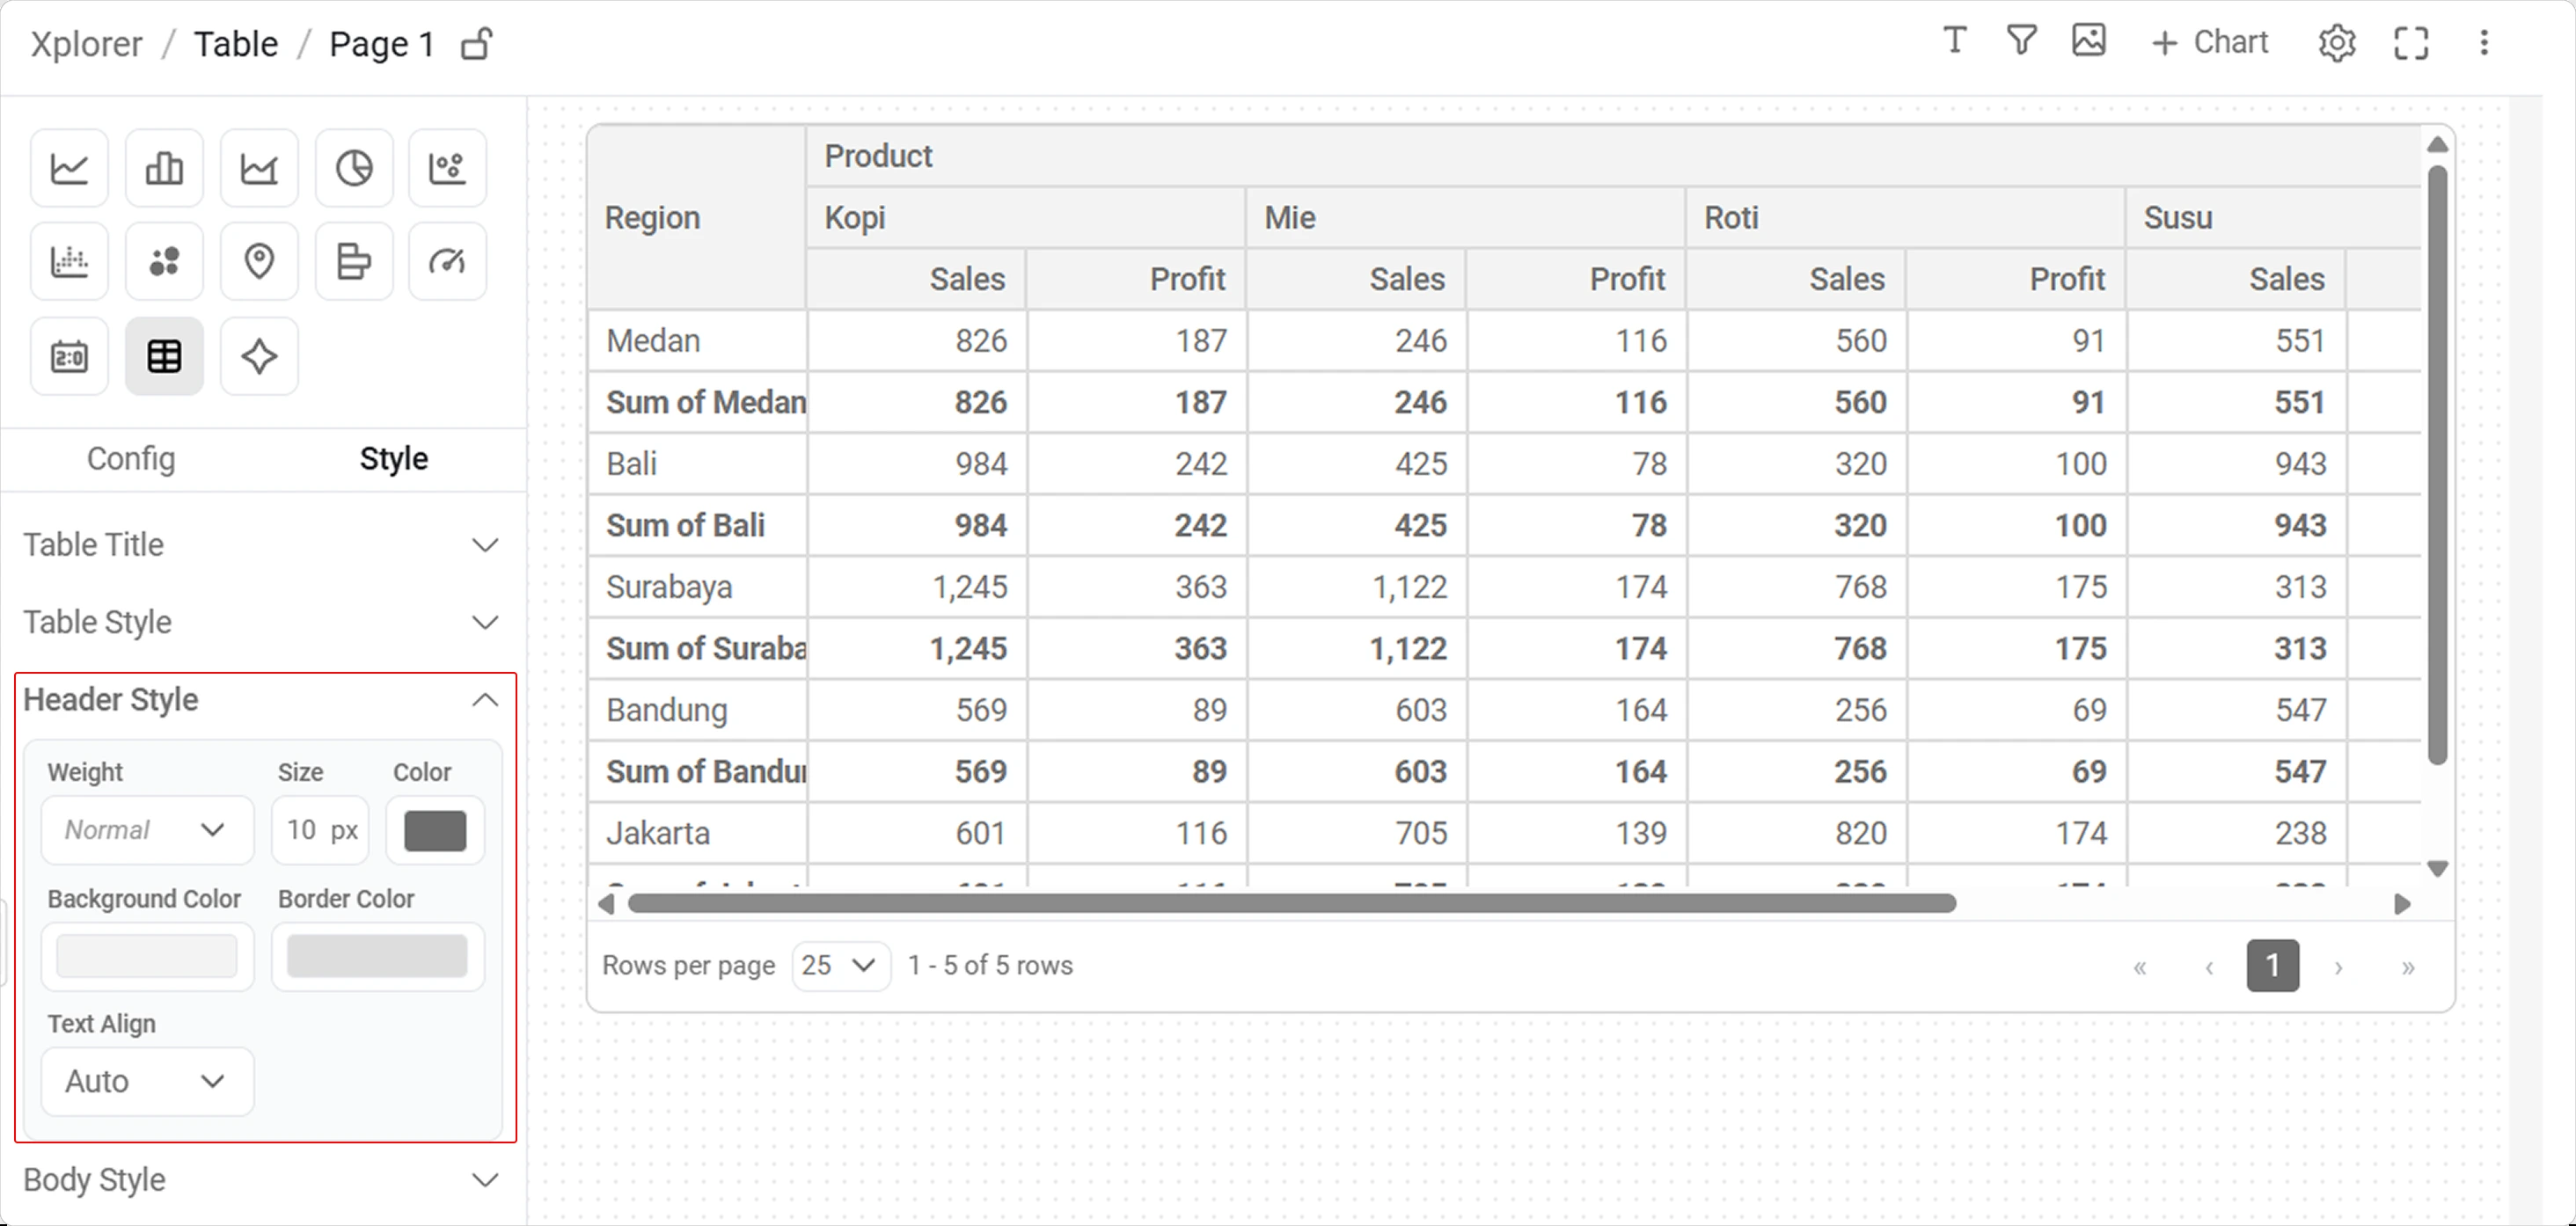 Xplorer / Table / Page 1
+ Chart
2:0
Config Style
Table Title
Table Style
Header Style
Weight Size Color
Normal 10 px
Background Color Border Color
Text Align
Auto
Body Style
Product
Region Kopi Mie Roti Susu
Sales Profit Sales Profit Sales Profit Sales
Medan 826 187 246 116 560 91 551
Sum of Medan 826 187 246 116 560 91 551
Bali 984 242 425 78 320 100 943
Sum of Bali 984 242 425 78 320 100 943
Surabaya 1,245 363 1,122 174 768 175 313
Sum of Suraba 1,245 363 1,122 174 768 175 313
Bandung 569 89 603 164 256 69 547
Sum of Bandu 569 89 603 164 256 69 547
Jakarta 601 116 705 139 820 174 238
Rows per page 25 1 - 5 of 5 rows « ‹ 1 › »